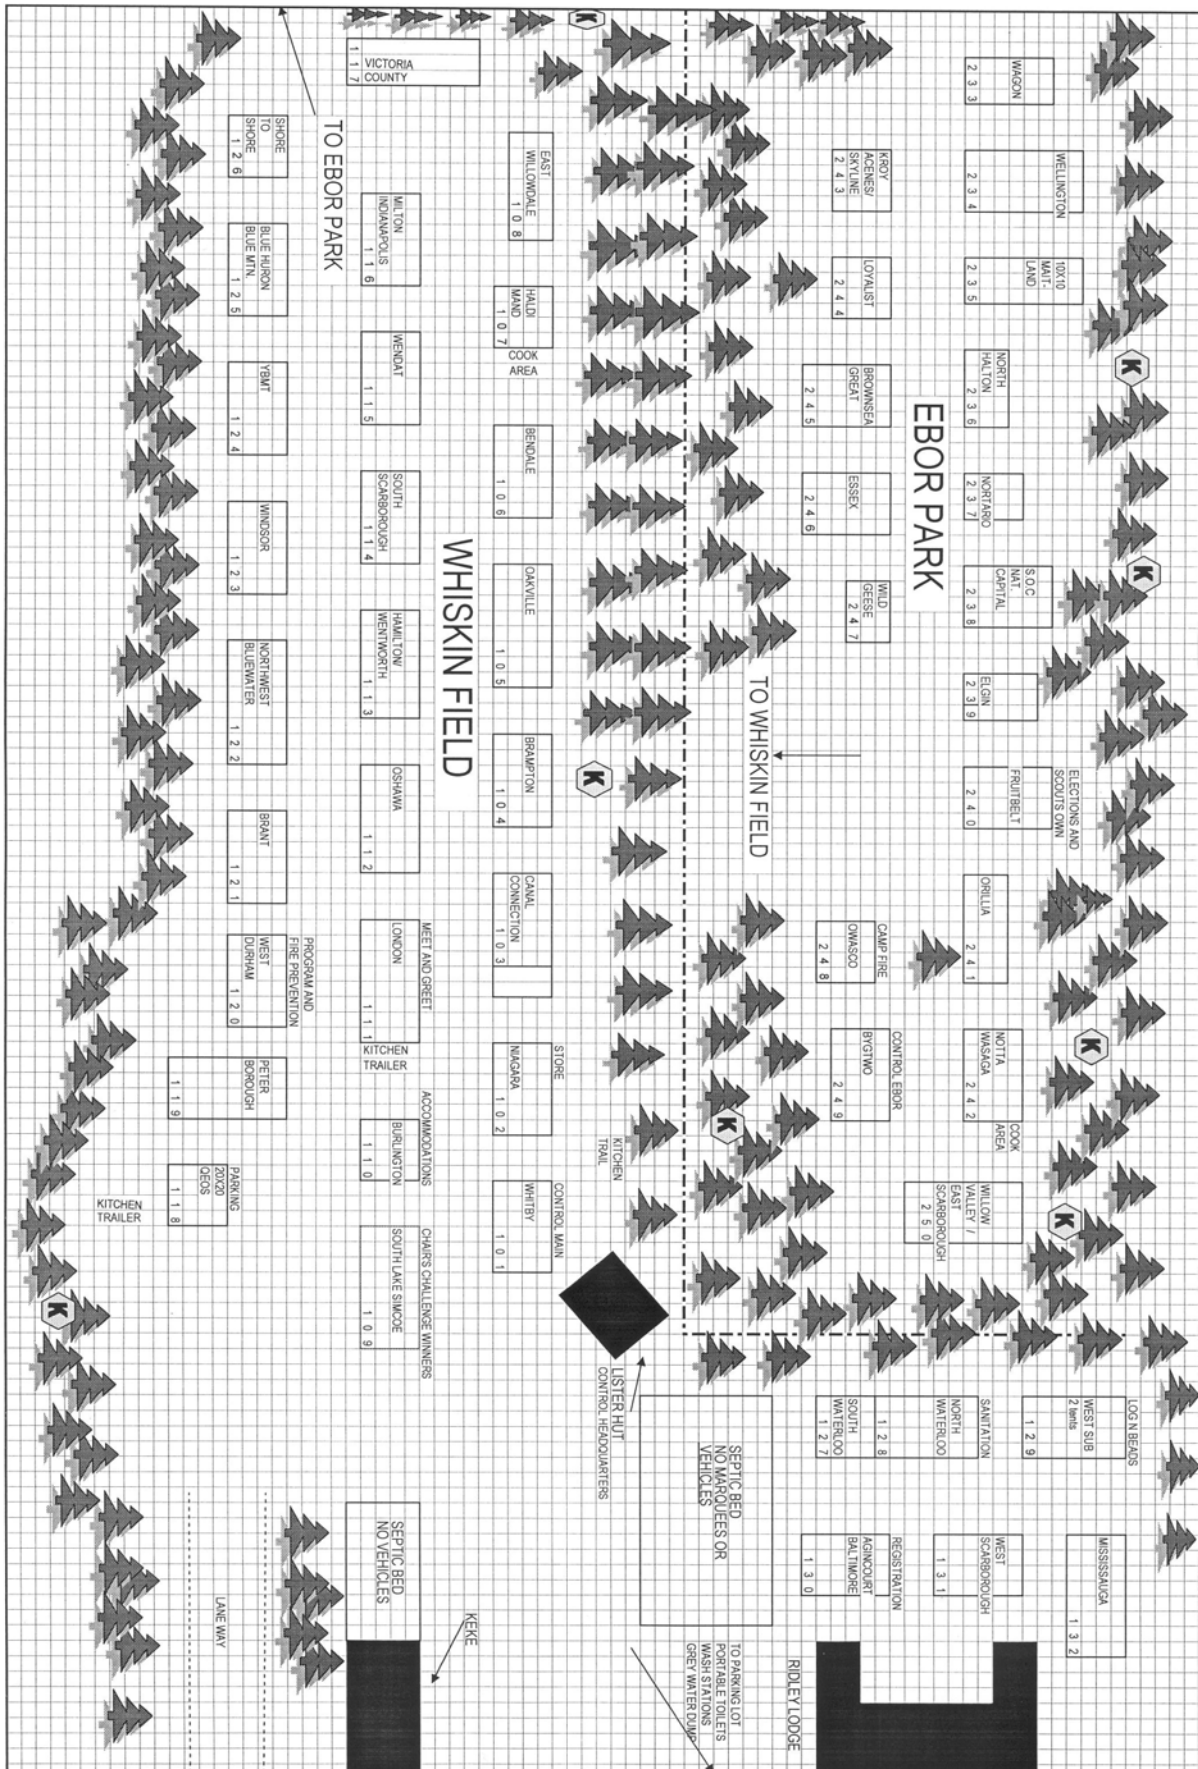 K
117
VICTORIA
COUNTY
TO EBOR PARK
SHORE
TO
SHORE
126
BLUE HURON
BLUE MTN.
125
YBMT
124
WINDSOR
123
NORTHWEST
BLUEWATER
122
BRANT
121
PROGRAM AND
FIRE PREVENTION
WEST
DURHAM
120
PETER
BOROUGH
119
PARKING
20X20
QEOS
118
KITCHEN
TRAILER
K
MILTON
INDIANAPOLIS
116
WENDAT
115
SOUTH
SCARBOROUGH
114
HAMILTON/
WENTWORTH
113
OSHAWA
112
MEET AND GREET
LONDON
111
KITCHEN
TRAILER
ACCOMMODATIONS
BURLINGTON
110
CHAIR'S CHALLENGE WINNERS
SOUTH LAKE SIMCOE
109
WHISKIN FIELD
EAST
WILLOWDALE
108
HALDI
MAND
107
COOK
AREA
BENDALE
106
OAKVILLE
105
BRAMPTON
104
CANAL
CONNECTION
103
STORE
NIAGARA
102
CONTROL MAIN
WHITBY
101
K
KITCHEN
TRAIL
LISTER HUT
CONTROL HEADQUARTERS
TO WHISKIN FIELD
EBOR PARK
KROY
ACENES/
SKYLINE
243
LOYALIST
244
BROWNSEA
GREAT
245
ESSEX
246
WILD
GEESE
247
CAMP FIRE
OWASCO
248
CONTROL EBOR
BYGTWO
249
K
WAGON
233
WELLINGTON
234
10X10
MAIT-
LAND
235
NORTH
HALTON
236
NORTARIO
237
S.O.C
NAT.
CAPITAL
238
ELGIN
239
ELECTIONS AND
SCOUTS OWN
FRUITBELT
240
ORILLIA
241
NOTTA
WASAGA
242
COOK
AREA
WILLOW
VALLEY /
EAST
SCARBOROUGH
250
K
K
K
K
LOG N BEADS
WEST SUB
2 tents
129
SANITATION
NORTH
WATERLOO
128
SOUTH
WATERLOO
127
MISSISSAUGA
132
WEST
SCARBOROUGH
131
REGISTRATION
AGINCOURT
BALTIMORE
130
SEPTIC BED
NO MARQUEES OR
VEHICLES
SEPTIC BED
NO VEHICLES
KEKE
LANE WAY
RIDLEY LODGE
TO PARKING LOT
PORTABLE TOILETS
WASH STATIONS
GREY WATER DUMP